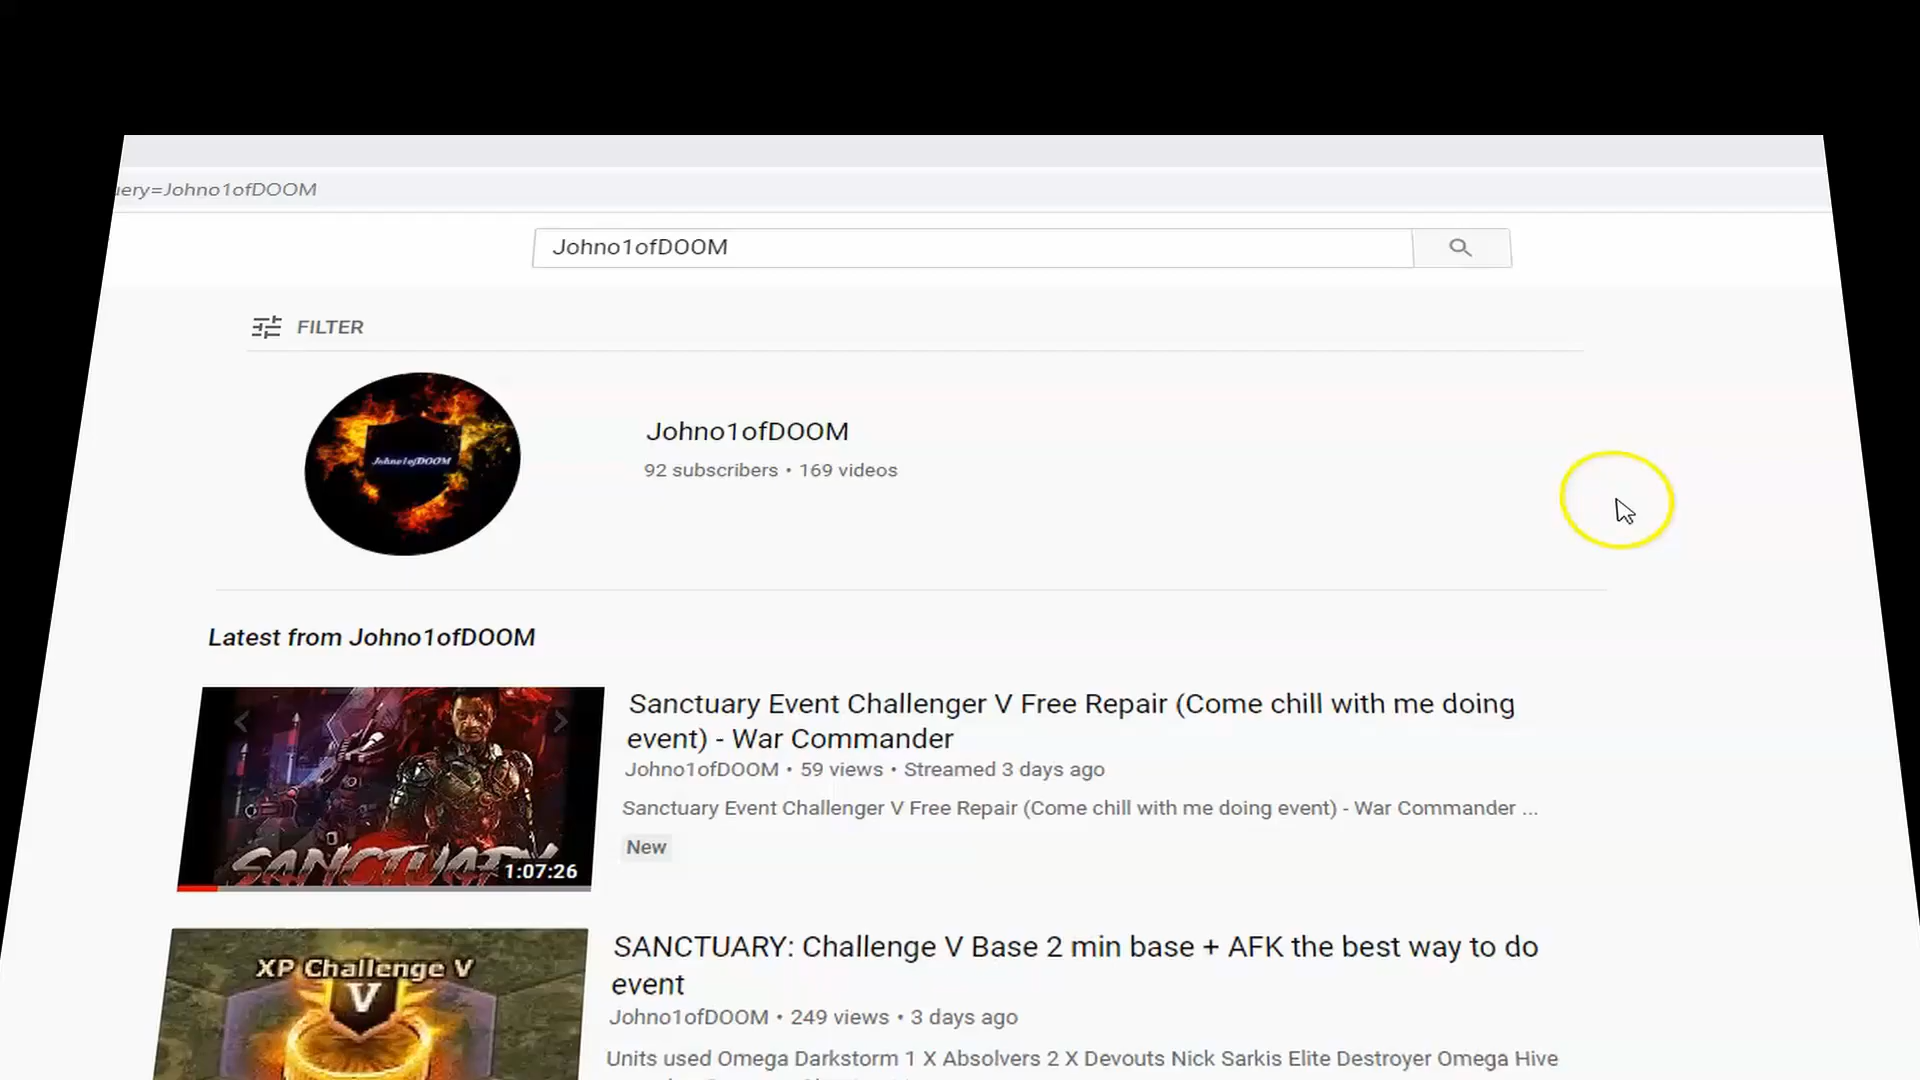 uery=Johno1ofDOOM
Johno1ofDOOM
FILTER
Johno1ofDOOM
Johno1ofDOOM
92 subscribers • 169 videos
Latest from Johno1ofDOOM
SANCTUARY
1:07:26
Sanctuary Event Challenger V Free Repair (Come chill with me doing
event) - War Commander
Johno1ofDOOM • 59 views • Streamed 3 days ago
Sanctuary Event Challenger V Free Repair (Come chill with me doing event) - War Commander ...
New
XP Challenge V
V
SANCTUARY: Challenge V Base 2 min base + AFK the best way to do
event
Johno1ofDOOM • 249 views • 3 days ago
Units used Omega Darkstorm 1 X Absolvers 2 X Devouts Nick Sarkis Elite Destroyer Omega Hive